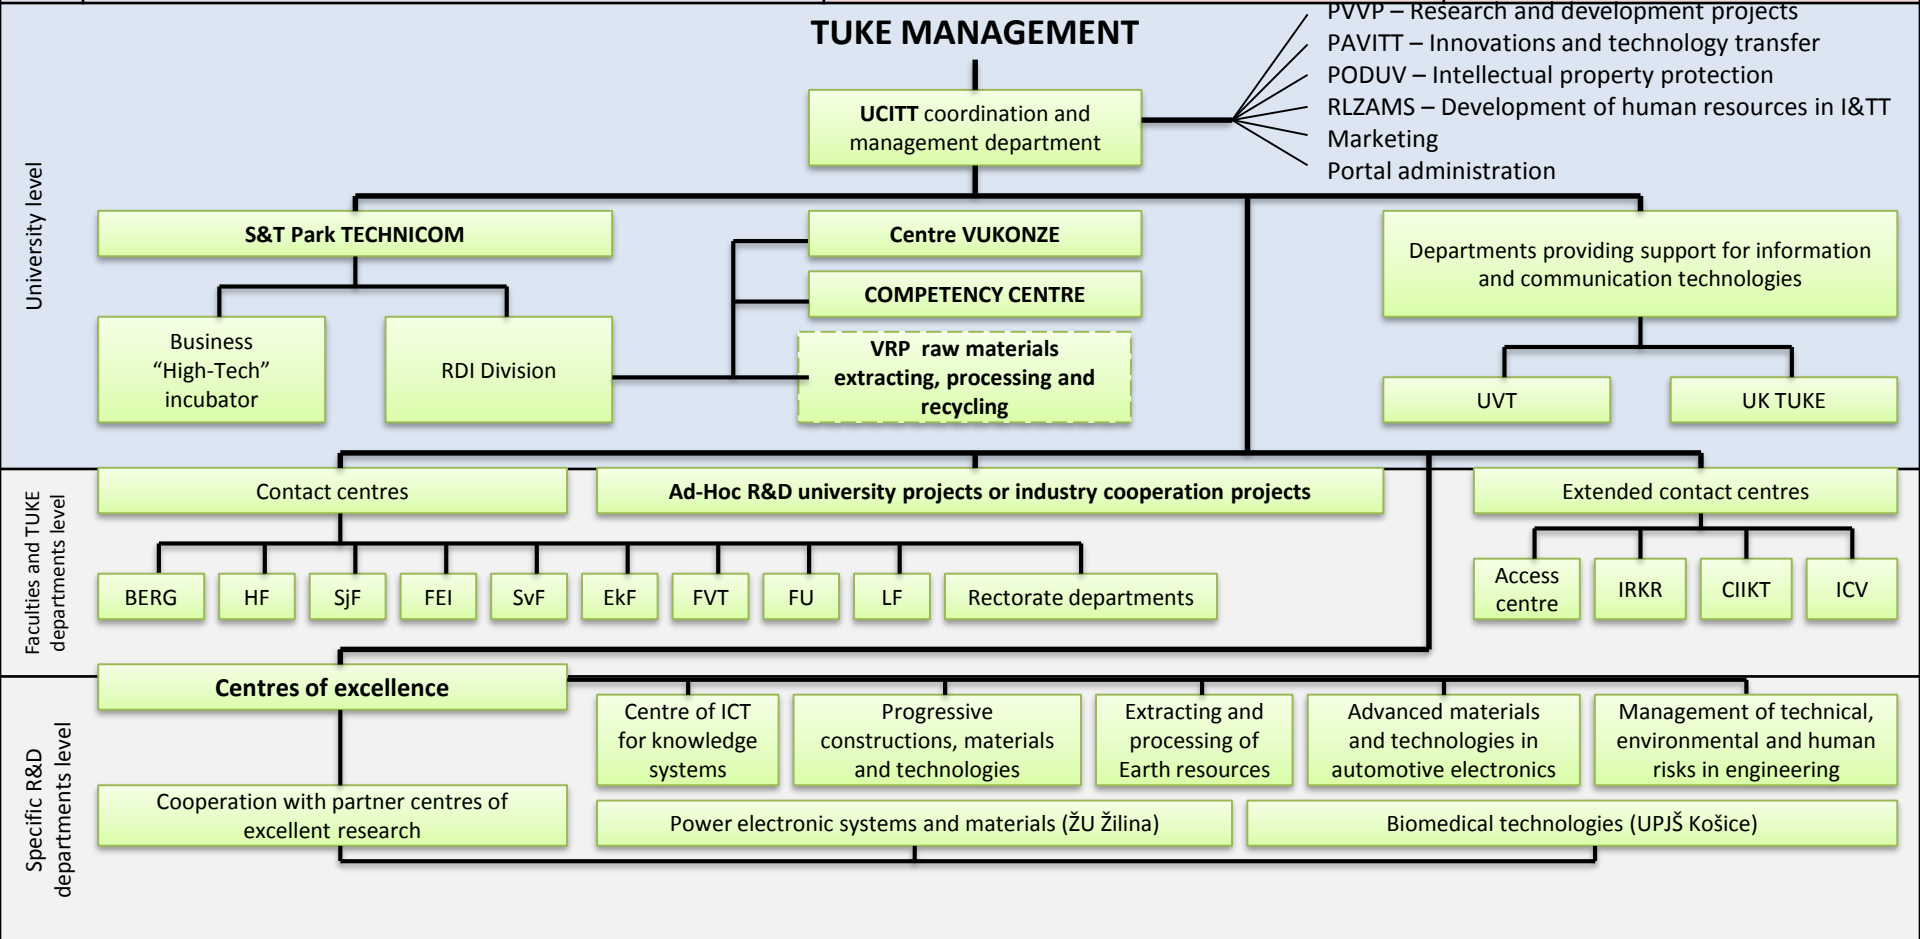 TUKE MANAGEMENT
PVVP – Research and development projects
PAVITT – Innovations and technology transfer
PODUV – Intellectual property protection
RLZAMS – Development of human resources in I&TT
Marketing
Portal administration
UCITT coordination and
management department
University level
S&T Park TECHNICOM
Centre VUKONZE
COMPETENCY CENTRE
Departments providing support for information
and communication technologies
Business
“High-Tech”
incubator
RDI Division
VRP raw materials
extracting, processing and
recycling
UVT
UK TUKE
Faculties and TUKE
departments level
Contact centres
Ad-Hoc R&D university projects or industry cooperation projects
Extended contact centres
BERG
HF
SjF
FEI
SvF
EkF
FVT
FU
LF
Rectorate departments
Access
centre
IRKR
CIIKT
ICV
Specific R&D
departments level
Centres of excellence
Centre of ICT
for knowledge
systems
Progressive
constructions, materials
and technologies
Extracting and
processing of
Earth resources
Advanced materials
and technologies in
automotive electronics
Management of technical,
environmental and human
risks in engineering
Cooperation with partner centres of
excellent research
Power electronic systems and materials (ŽU Žilina)
Biomedical technologies (UPJŠ Košice)